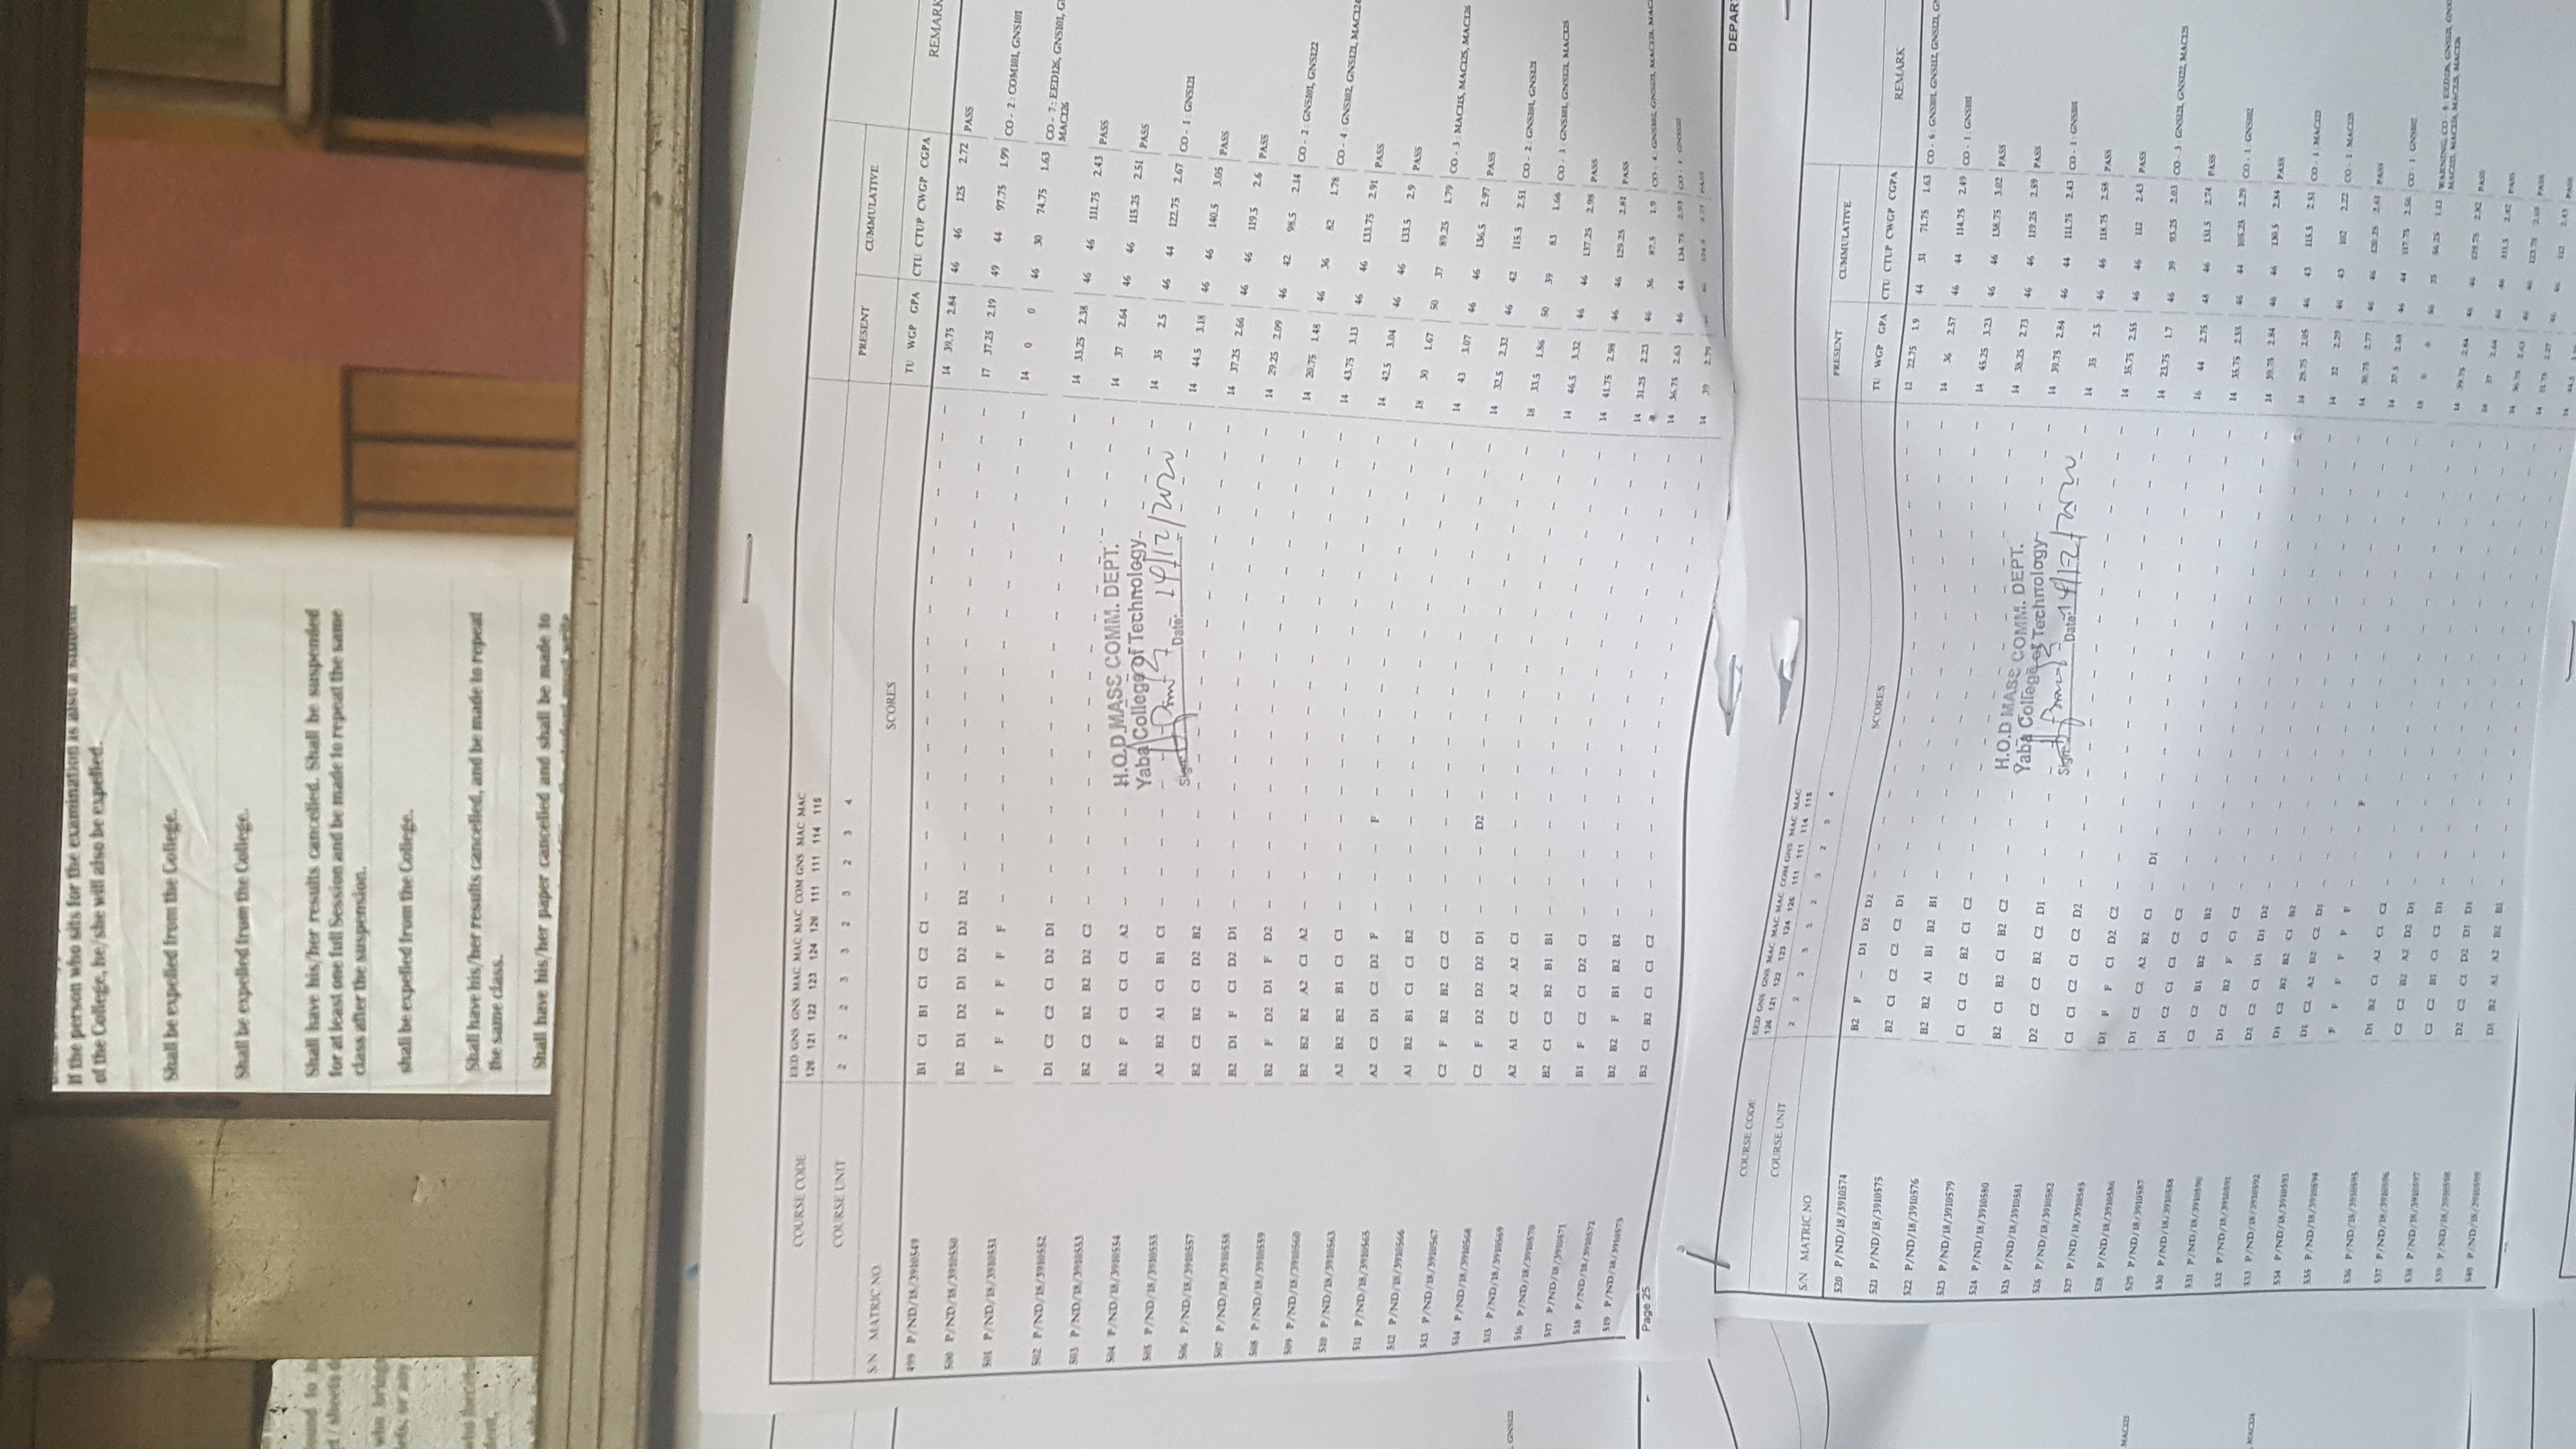 If the person who sits for the examination is also a student
of the College, he/she will also be expelled.
Shall be expelled from the College.
Shall be expelled from the College.
Shall have his/her results cancelled. Shall be suspended
for at least one full Session and be made to repeat the same
class after the suspension.
shall be expelled from the College.
Shall have his/her results cancelled, and be made to repeat
the same class.
Shall have his/her paper cancelled and shall be made to
COURSE CODE EED GNS GNS MAC MAC MAC COM GNS MAC MAC
126 121 122 123 124 126 111 111 114 115
COURSE UNIT 2 2 2 3 3 2 3 2 3 4
PRESENT CUMMULATIVE
S/N MATRIC NO. SCORES TU WGP GPA CTU CTUP CWGP CGPA REMARK
499 P/ND/18/3910549 B1 C1 B1 C1 C2 C1 14 39.75 2.84 46 46 125 2.72 PASS
500 P/ND/18/3910550 B2 D1 D2 D1 D2 D2 D2 17 37.25 2.19 49 44 97.75 1.99 CO - 2 : COM101, GNS101
501 P/ND/18/3910551 F F F F F F 14 0 0 46 30 74.75 1.63 CO - 7 : EED126, GNS101,
MAC126
502 P/ND/18/3910552 D1 C2 C2 C1 D2 D1 14 33.25 2.38 46 46 111.75 2.43 PASS
503 P/ND/18/3910553 B2 C2 B2 B2 D2 C2 14 37 2.64 46 46 115.25 2.51 PASS
504 P/ND/18/3910554 B2 F C1 C1 C1 A2 14 35 2.5 46 44 122.75 2.67 CO - 1 : GNS121
505 P/ND/18/3910555 A2 B2 A1 C1 B1 C1 14 44.5 3.18 46 46 140.5 3.05 PASS
506 P/ND/18/3910557 B2 C2 B2 C1 D2 B2 14 37.25 2.66 46 46 119.5 2.6 PASS
507 P/ND/18/3910558 B2 D1 F C1 D2 D1 14 29.25 2.09 46 42 98.5 2.14 CO - 2 : GNS101, GNS122
508 P/ND/18/3910559 B2 F D2 D1 F D2 14 20.75 1.48 46 36 82 1.78 CO - 4 : GNS102, GNS121, MAC124
509 P/ND/18/3910560 B2 B2 B2 A2 C1 A2 14 43.75 3.13 46 46 133.75 2.91 PASS
510 P/ND/18/3910563 A2 B2 B2 B1 C1 C1 14 42.5 3.04 46 46 133.5 2.9 PASS
511 P/ND/18/3910565 A2 C2 D1 C2 D2 F F 18 30 1.67 50 37 89.25 1.79 CO - 3 : MAC115, MAC125, MAC126
512 P/ND/18/3910566 A1 B2 B1 C1 C1 B2 14 43 3.07 46 46 136.5 2.97 PASS
513 P/ND/18/3910567 C2 F B2 B2 C2 C2 14 32.5 2.32 46 42 115.5 2.51 CO - 2 : GNS101, GNS121
514 P/ND/18/3910568 C2 F D2 D2 D2 D1 D2 18 33.5 1.86 50 39 83 1.66 CO - 3 : GNS101, GNS121, MAC125
515 P/ND/18/3910569 A2 A1 C2 A2 A2 C1 14 46.5 3.32 46 46 137.25 2.98 PASS
516 P/ND/18/3910570 B2 C1 C2 B2 B1 B1 14 41.75 2.98 46 46 129.25 2.81 PASS
517 P/ND/18/3910571 B1 F C2 C1 D2 C1 14 31.25 2.23 46 36 87.5 1.9 CO - 4 : GNS102, GNS121, MAC123,
518 P/ND/18/3910572 B2 B2 F B1 B2 B2 14 36.75 2.63 46 44 134.75 2.93 CO - 1 : GNS122
519 P/ND/18/3910573 B2 C1 B2 C1 C1 C2 14 39 2.79 PASS
H.O.D MASS COMM. DEPT.
Yaba College of Technology
Sign: Date: 14/12/2020
Page 25
DEPAR
COURSE CODE EED GNS GNS MAC MAC MAC COM GNS MAC MAC
126 121 122 123 124 126 111 111 114 115
COURSE UNIT 2 2 2 3 3 2 3 2 3 4
PRESENT CUMMULATIVE
S/N MATRIC NO SCORES TU WGP GPA CTU CTUP CWGP CGPA REMARK
520 P/ND/18/3910574 B2 F - D1 D2 D2 12 22.75 1.9 44 31 71.75 1.63 CO - 6 : GNS101, GNS112, GNS121,
521 P/ND/18/3910575 B2 C1 C2 C2 C2 D1 14 36 2.57 46 44 114.75 2.49 CO - 1 : GNS101
522 P/ND/18/3910576 B2 B2 A1 B1 B2 B1 14 45.25 3.23 46 46 138.75 3.02 PASS
523 P/ND/18/3910579 C1 C1 C2 B2 C1 C2 14 38.25 2.73 46 46 119.25 2.59 PASS
524 P/ND/18/3910580 B2 C1 B2 C1 B2 C2 14 39.75 2.84 46 44 111.75 2.43 CO - 1 : GNS101
525 P/ND/18/3910581 D2 C2 C2 B2 C2 D1 14 35 2.5 46 46 118.75 2.58 PASS
526 P/ND/18/3910582 C1 C1 C2 C1 C2 D2 14 35.75 2.55 46 46 112 2.43 PASS
527 P/ND/18/3910585 D1 F F C1 D2 C2 14 23.75 1.7 46 39 93.25 2.03 CO - 3 : GNS121, GNS122, MAC125
528 P/ND/18/3910586 D1 C2 C2 A2 B2 C1 - D1 16 44 2.75 48 46 131.5 2.74 PASS
529 P/ND/18/3910587 D1 C2 C1 C1 C2 C2 14 35.75 2.55 46 44 105.25 2.29 CO - 1 : GNS102
530 P/ND/18/3910588 C2 C2 B1 B2 C1 B2 14 39.75 2.84 46 46 130.5 2.84 PASS
531 P/ND/18/3910590 D1 C2 B2 F C1 C2 14 28.75 2.05 46 43 115.5 2.51 CO - 1 : MAC123
532 P/ND/18/3910591 D2 C2 C1 D1 D1 D2 14 32 2.29 46 43 102 2.22 CO - 1 : MAC125
533 P/ND/18/3910592 D1 C2 B2 B2 C1 B2 14 38.75 2.77 46 46 120.25 2.61 PASS
534 P/ND/18/3910593 D1 C2 A2 B2 C2 D1 14 37.5 2.68 46 44 117.75 2.56 CO - 1 : GNS102
535 P/ND/18/3910594 F F F F F F F 18 0 0 50 25 56.25 1.13 WARNING, CO - 8 : EED126, GNS121,
536 P/ND/18/3910595 D1 B2 C1 A2 C1 C2 14 39.75 2.84 46 46 129.75 2.82 PASS
537 P/ND/18/3910596 C2 C2 B2 A2 D2 D1 14 37 2.64 46 46 111.5 2.42 PASS
538 P/ND/18/3910597 C2 C2 B1 C1 C2 D1 14 36.75 2.63 46 46 123.75 2.69 PASS
539 P/ND/18/3910598 D2 C2 C1 D2 D1 D1 14 31.75 2.27 46 46 112 2.43 PASS
540 P/ND/18/3910599 D1 B2 A1 A2 B2 B1
H.O.D MASS COMM. DEPT.
Yaba College of Technology
Sign: Date: 14/12/2020